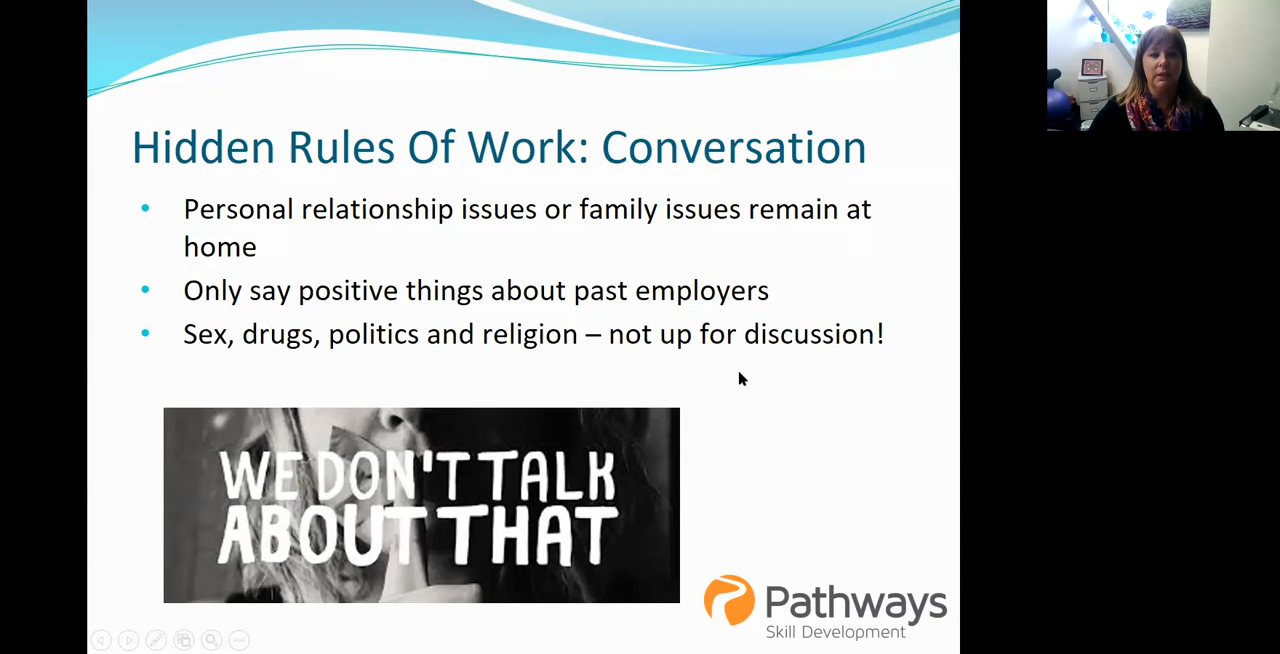 Hidden Rules Of Work: Conversation
• Personal relationship issues or family issues remain at
home
• Only say positive things about past employers
• Sex, drugs, politics and religion – not up for discussion!
WE DON'T TALK
ABOUT THAT
Pathways
Skill Development